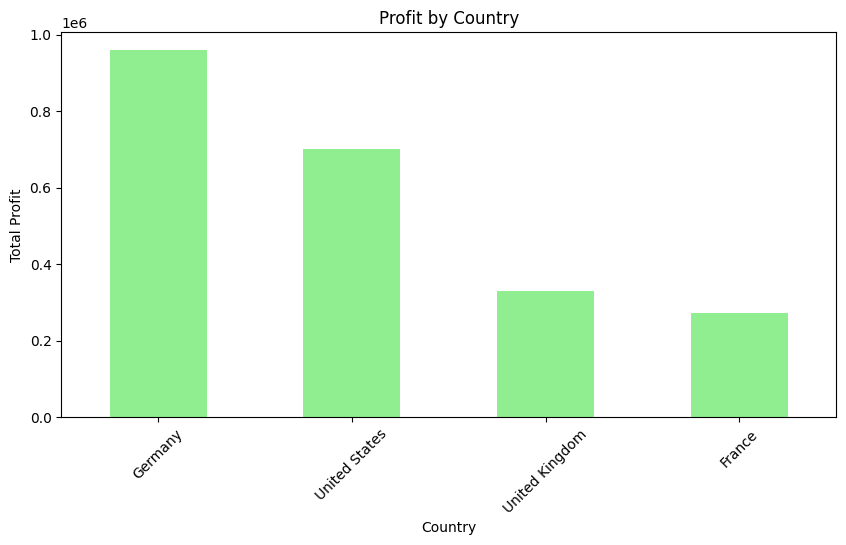 Profit by Country
1e6
1.0
0.8
0.6
0.4
0.2
0.0
Total Profit
Germany
United States
United Kingdom
France
Country